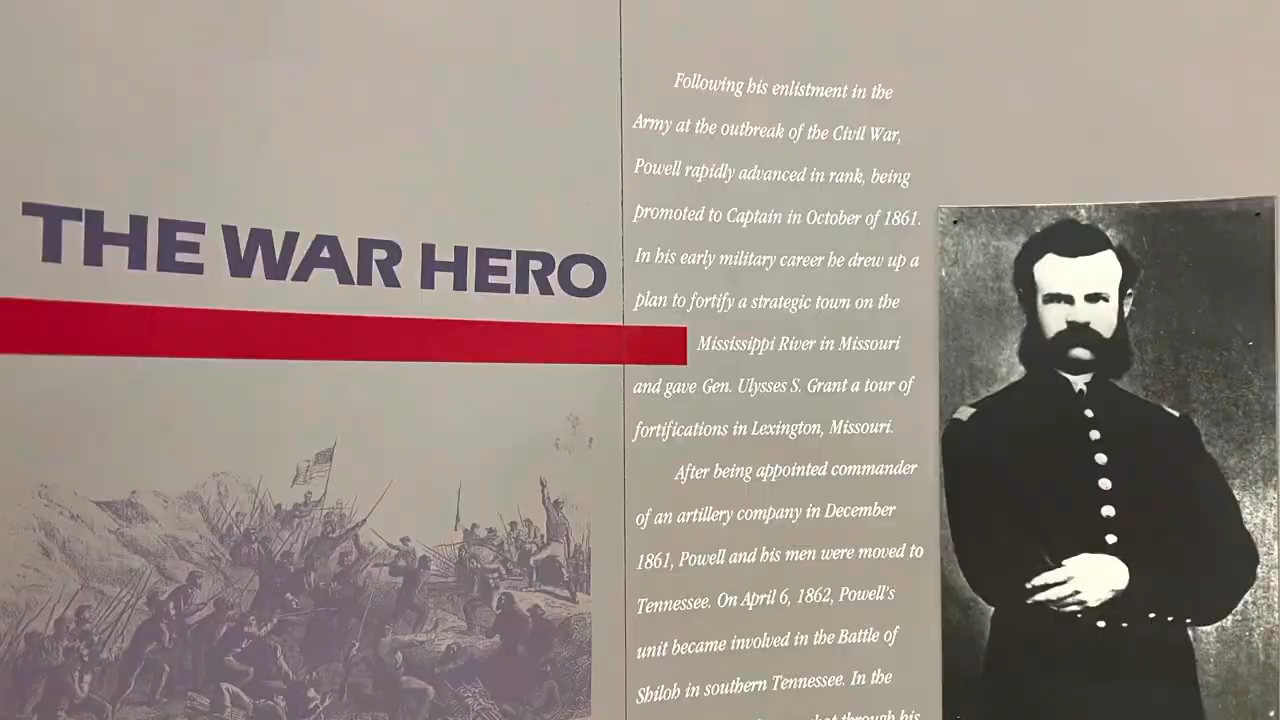 THE WAR HERO
Following his enlistment in the
Army at the outbreak of the Civil War,
Powell rapidly advanced in rank, being
promoted to Captain in October of 1861.
In his early military career he drew up a
plan to fortify a strategic town on the
Mississippi River in Missouri
and gave Gen. Ulysses S. Grant a tour of
fortifications in Lexington, Missouri.
After being appointed commander
of an artillery company in December
1861, Powell and his men were moved to
Tennessee. On April 6, 1862, Powell's
unit became involved in the Battle of
Shiloh in southern Tennessee. In the
through his